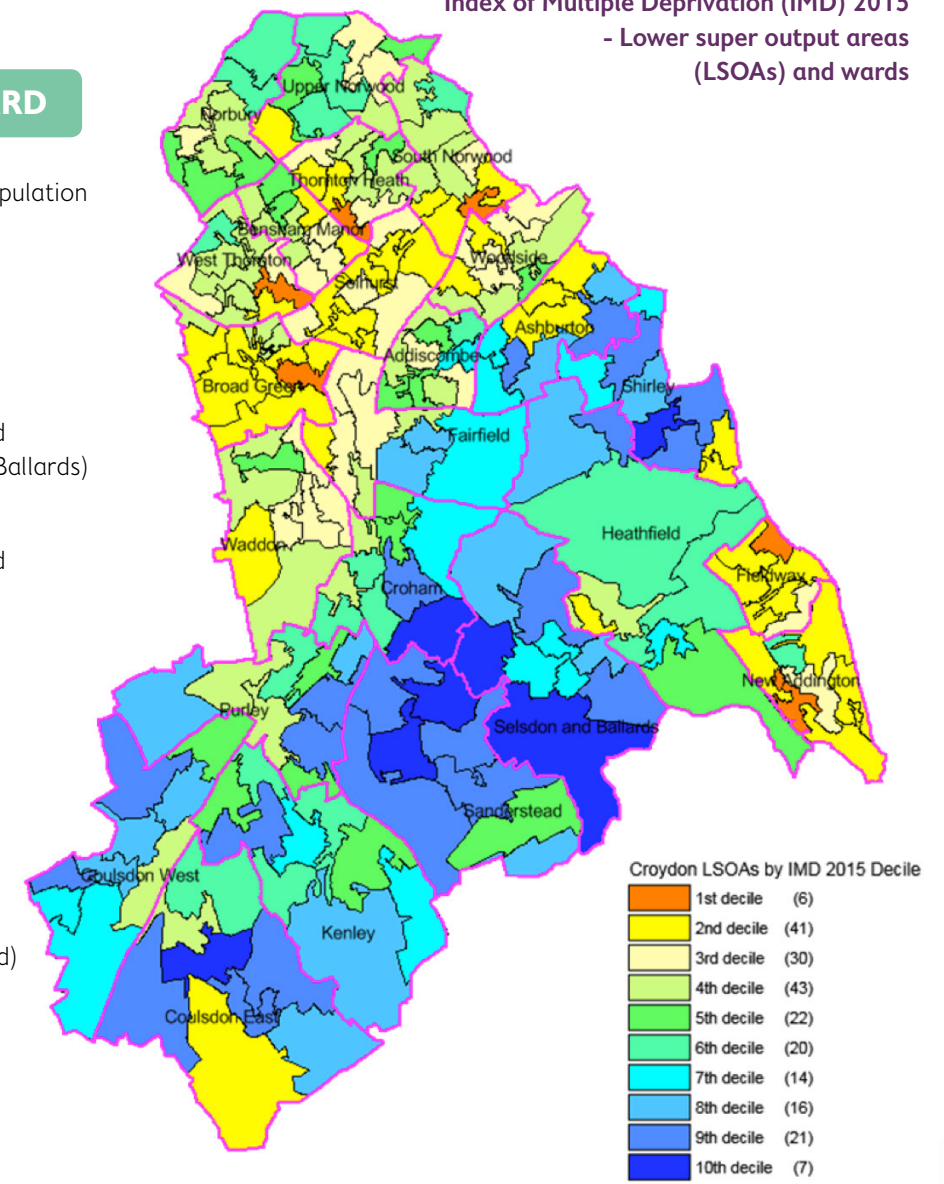 Index of Multiple Deprivation (IMD) 2015
- Lower super output areas
(LSOAs) and wards
RD
pulation
d
Ballards)
d
d)
Upper Norwood
Norbury
South Norwood
Thornton Heath
Bensham Manor
West Thornton
Woodside
Selhurst
Ashburton
Addiscombe
Broad Green
Shirley
Fairfield
Heathfield
Waddon
Fieldway
Croham
New Addington
Purley
Selsdon and Ballards
Sanderstead
Coulsdon West
Kenley
Coulsdon East
Croydon LSOAs by IMD 2015 Decile
1st decile (6)
2nd decile (41)
3rd decile (30)
4th decile (43)
5th decile (22)
6th decile (20)
7th decile (14)
8th decile (16)
9th decile (21)
10th decile (7)